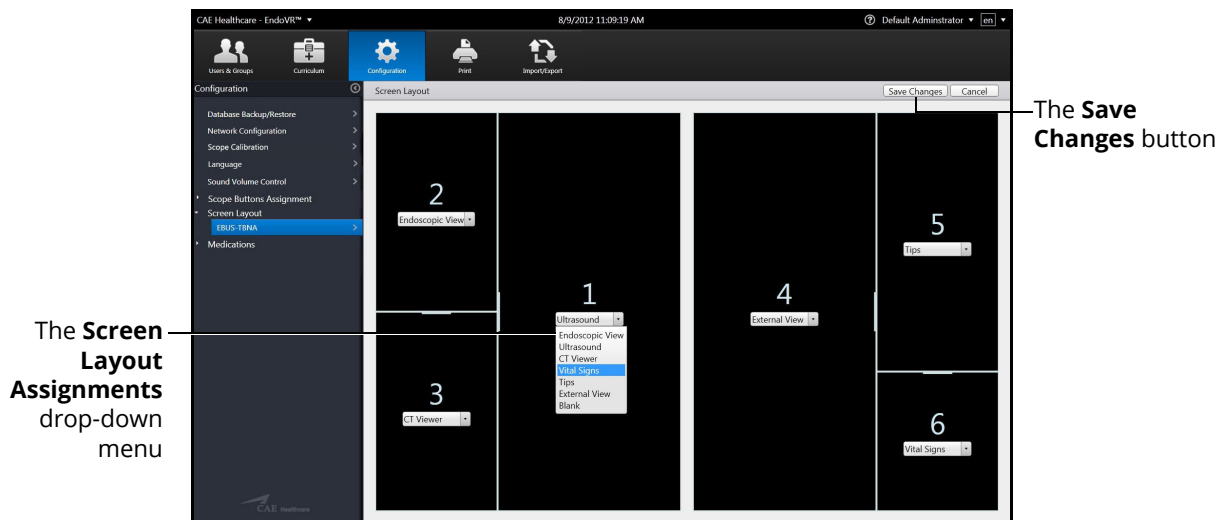 CAE Healthcare - EndoVR™
8/9/2012 11:09:19 AM
Default Adminstrator
en
Users & Groups
Curriculum
Configuration
Print
Import/Export
Configuration
Screen Layout
Save Changes
Cancel
Database Backup/Restore
Network Configuration
Scope Calibration
Language
Sound Volume Control
Scope Buttons Assignment
Screen Layout
EBUS-TBNA
Medications
2
Endoscopic View
3
CT Viewer
1
Ultrasound
Endoscopic View
Ultrasound
CT Viewer
Vital Signs
Tips
External View
Blank
4
External View
5
Tips
6
Vital Signs
CAE Healthcare
The Save
Changes button
The Screen
Layout
Assignments
drop-down
menu